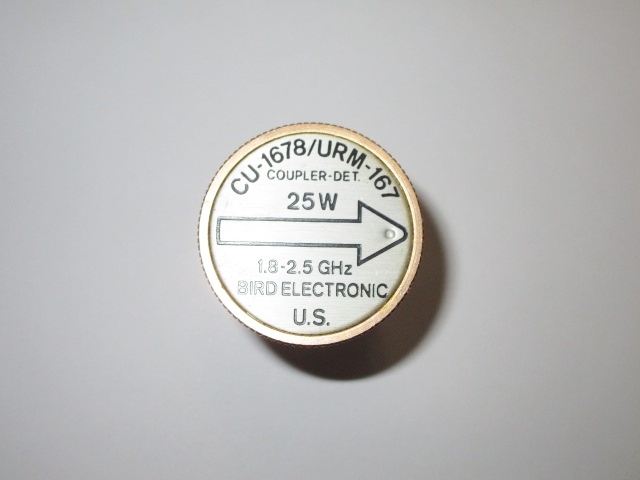 CU-1678/URM-167
COUPLER-DET.
25W
1.8-2.5 GHz
BIRD ELECTRONIC
U.S.